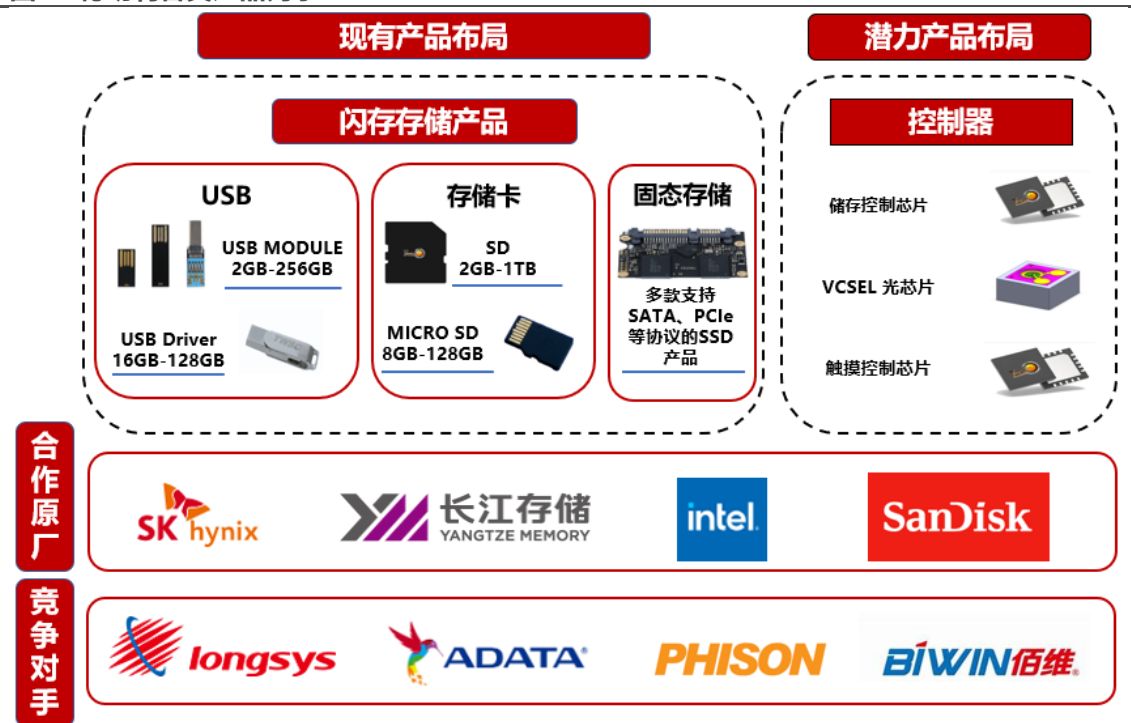 现有产品布局
潜力产品布局
闪存存储产品
控制器
USB
USB MODULE
2GB-256GB
USB Driver
16GB-128GB
存储卡
SD
2GB-1TB
MICRO SD
8GB-128GB
固态存储
多款支持
SATA、PCIe
等协议的SSD
产品
储存控制芯片
VCSEL 光芯片
触摸控制芯片
合作原厂
SK hynix
长江存储
YANGTZE MEMORY
intel.
SanDisk
竞争对手
longsys
ADATA
PHISON
BIWIN佰维®